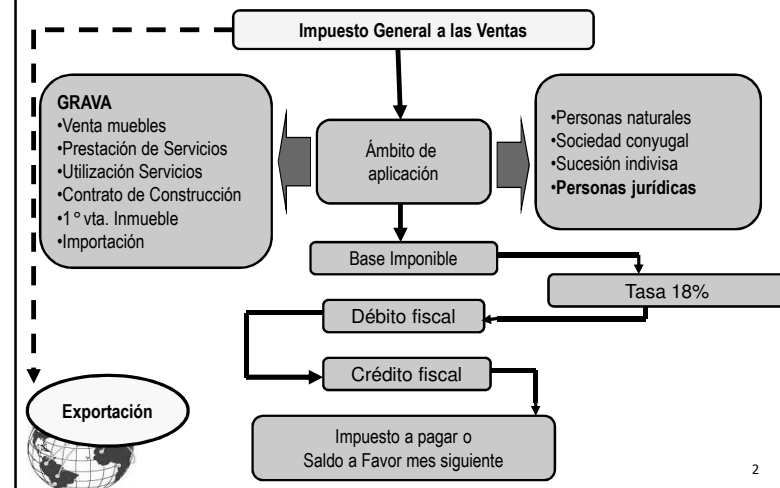 Impuesto General a las Ventas
GRAVA
•Venta muebles
•Prestación de Servicios
•Utilización Servicios
•Contrato de Construcción
•1° vta. Inmueble
•Importación
Ámbito de
aplicación
•Personas naturales
•Sociedad conyugal
•Sucesión indivisa
•Personas jurídicas
Base Imponible
Tasa 18%
Débito fiscal
Crédito fiscal
Exportación
Impuesto a pagar o
Saldo a Favor mes siguiente
2